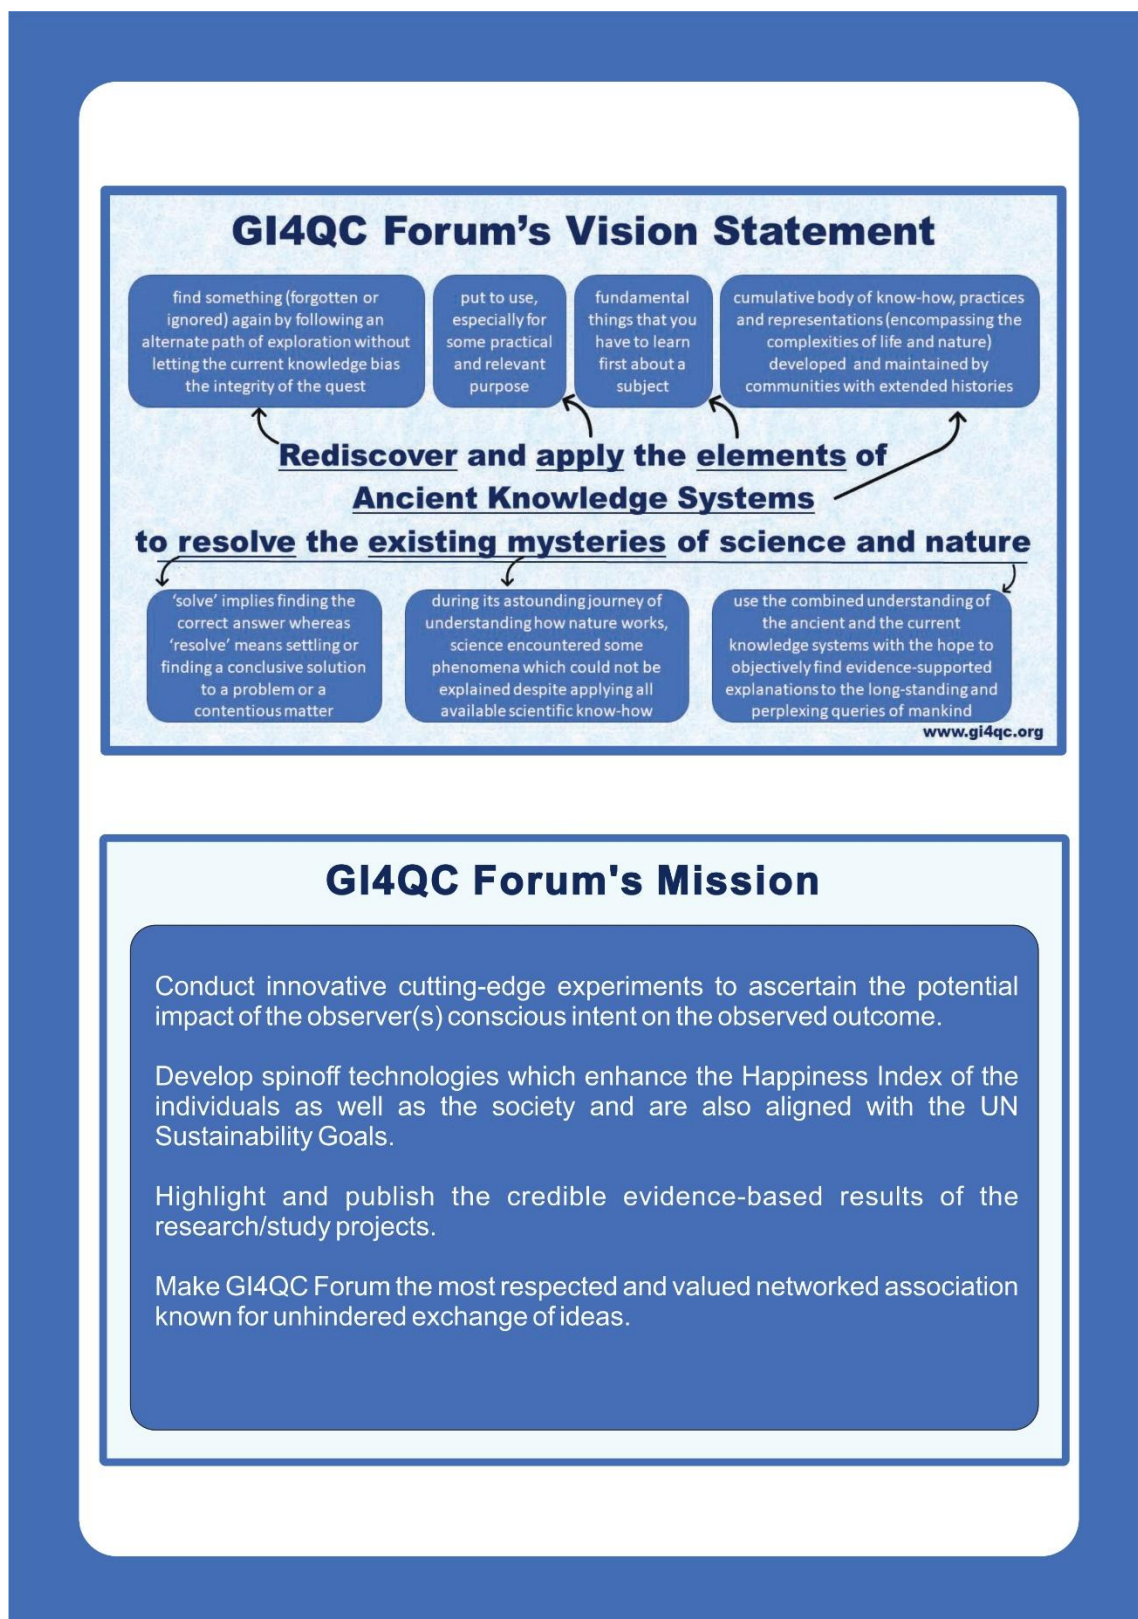 GI4QC Forum’s Vision Statement
find something (forgotten or
ignored) again by following an
alternate path of exploration without
letting the current knowledge bias
the integrity of the quest
put to use,
especially for
some practical
and relevant
purpose
fundamental
things that you
have to learn
first about a
subject
cumulative body of know-how, practices
and representations (encompassing the
complexities of life and nature)
developed and maintained by
communities with extended histories
Rediscover and apply the elements of
Ancient Knowledge Systems
to resolve the existing mysteries of science and nature
‘solve’ implies finding the
correct answer whereas
‘resolve’ means settling or
finding a conclusive solution
to a problem or a
contentious matter
during its astounding journey of
understanding how nature works,
science encountered some
phenomena which could not be
explained despite applying all
available scientific know-how
use the combined understanding of
the ancient and the current
knowledge systems with the hope to
objectively find evidence-supported
explanations to the long-standing and
perplexing queries of mankind
www.gi4qc.org
GI4QC Forum's Mission
Conduct innovative cutting-edge experiments to ascertain the potential
impact of the observer(s) conscious intent on the observed outcome.
Develop spinoff technologies which enhance the Happiness Index of the
individuals as well as the society and are also aligned with the UN
Sustainability Goals.
Highlight and publish the credible evidence-based results of the
research/study projects.
Make GI4QC Forum the most respected and valued networked association
known for unhindered exchange of ideas.